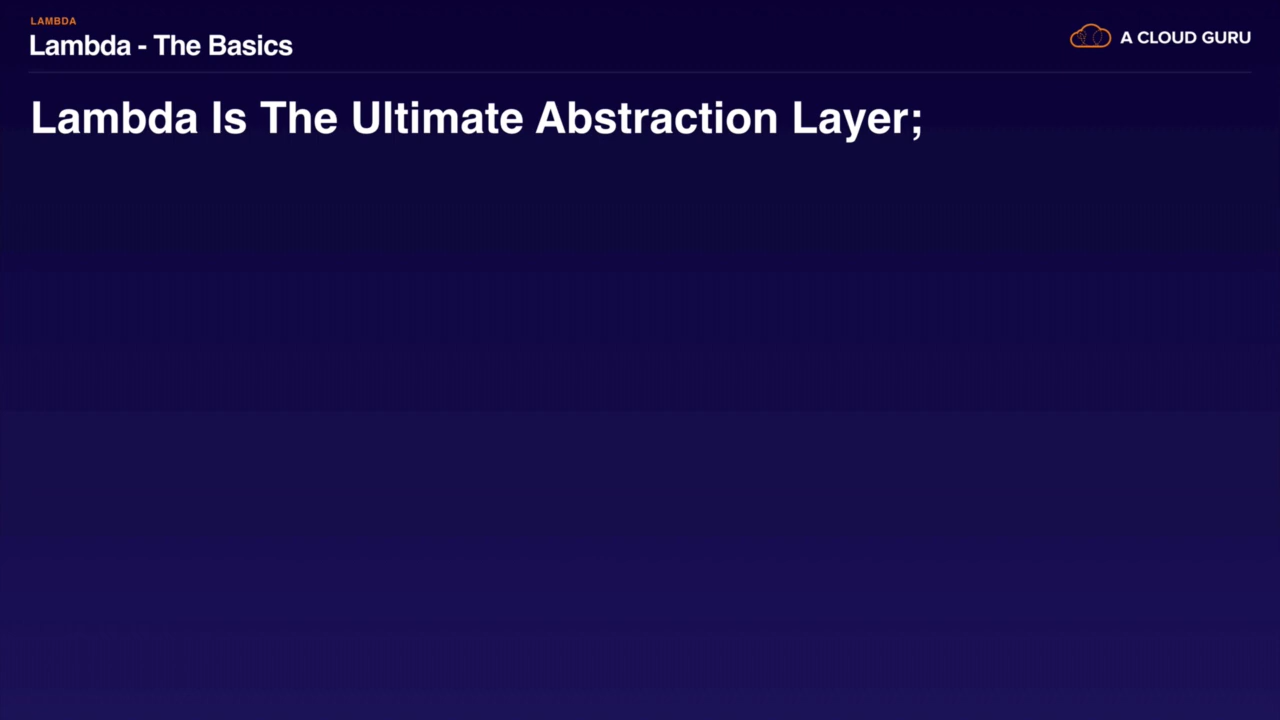 LAMBDA
Lambda - The Basics
A CLOUD GURU
Lambda Is The Ultimate Abstraction Layer;